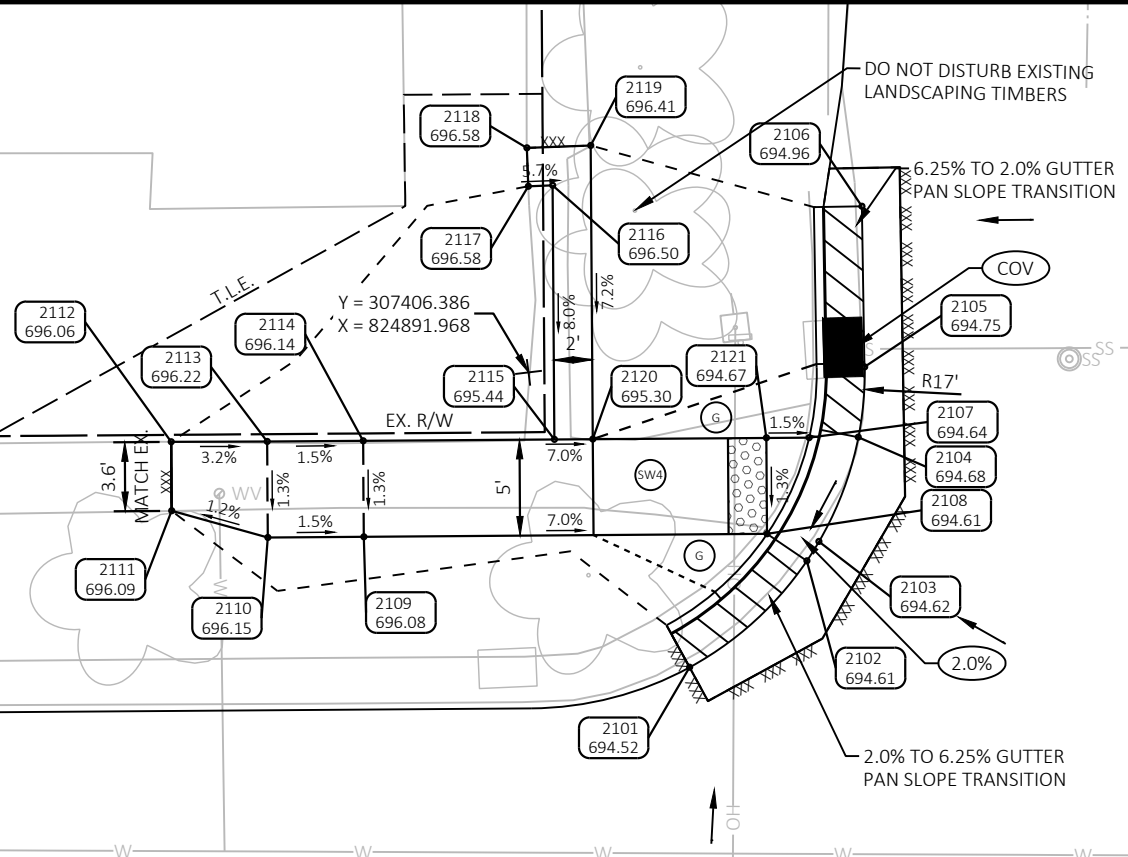 DO NOT DISTURB EXISTING
LANDSCAPING TIMBERS
2119
696.41
2118
696.58
XXX
2106
694.96
5.7%
6.25% TO 2.0% GUTTER
PAN SLOPE TRANSITION
2117
696.58
2116
696.50
COV
T.L.E.
Y = 307406.386
X = 824891.968
8.0%
7.2%
2105
694.75
2112
696.06
2114
696.14
2113
696.22
2'
2121
694.67
SS
SS
SS
2115
695.44
2120
695.30
R17'
EX. R/W
G
1.5%
2107
694.64
3.2%
1.5%
7.0%
2104
694.68
3.6'
MATCH EX.
XXX
WV
1.3%
1.3%
5'
SW4
1.3%
2108
694.61
1.2%
1.5%
7.0%
G
2111
696.09
W
2110
696.15
2109
696.08
2103
694.62
2102
694.61
2.0%
2101
694.52
2.0% TO 6.25% GUTTER
PAN SLOPE TRANSITION
OH
W
W
W
W
W